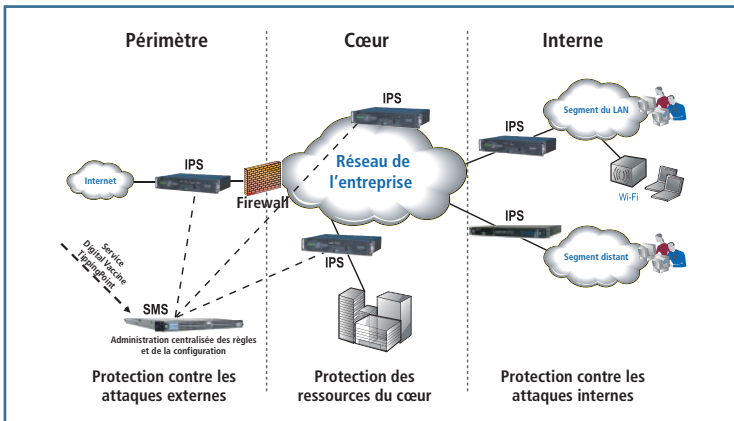 Périmètre
Cœur
Interne
IPS
IPS
IPS
Segment du LAN
Internet
Firewall
Réseau de
l'entreprise
Wi-Fi
IPS
IPS
Segment distant
Service
Digital Vaccine
TippingPoint
SMS
Administration centralisée des règles
et de la configuration
Protection contre les
attaques externes
Protection des
ressources du cœur
Protection contre les
attaques internes